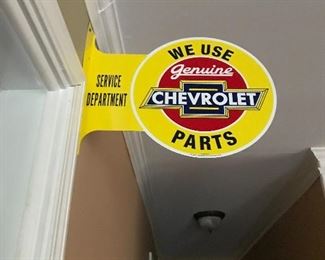 SERVICE
DEPARTMENT
WE USE
Genuine
CHEVROLET
PARTS